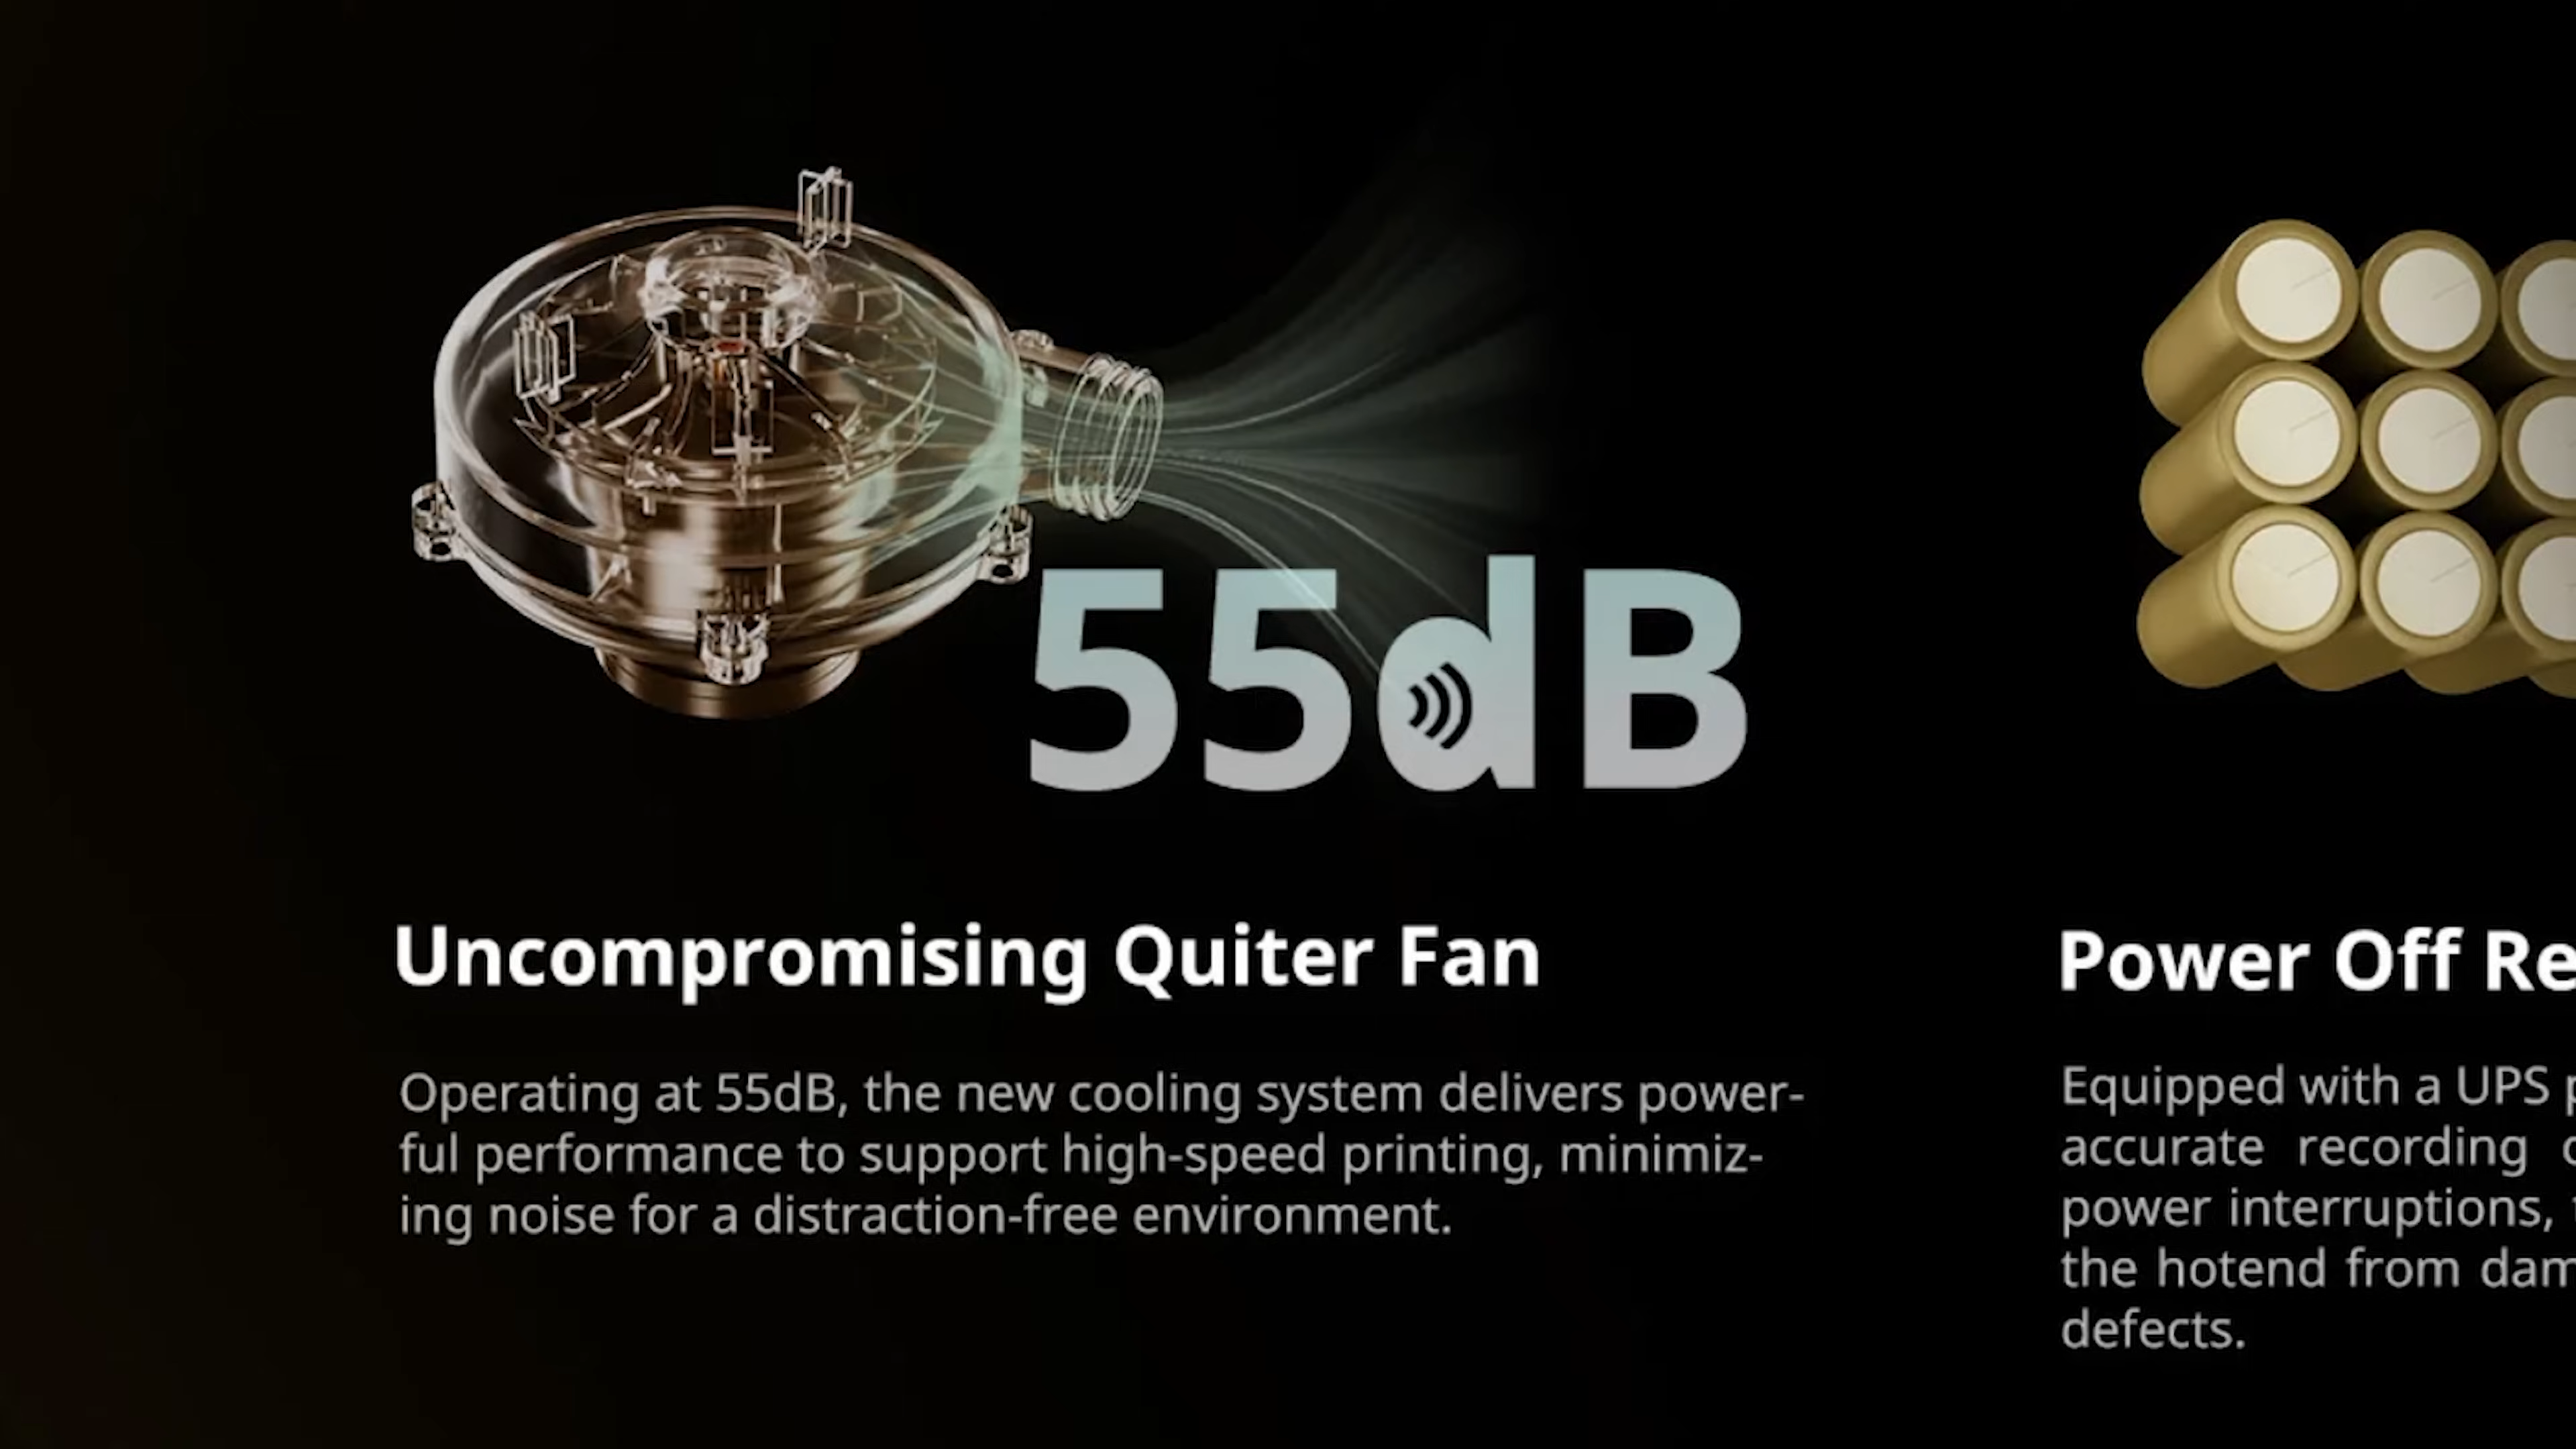 55dB
Uncompromising Quiter Fan
Operating at 55dB, the new cooling system delivers power-
ful performance to support high-speed printing, minimiz-
ing noise for a distraction-free environment.
Power Off
Equipped with a UPS
accurate recording
power interruptions,
the hotend from
defects.